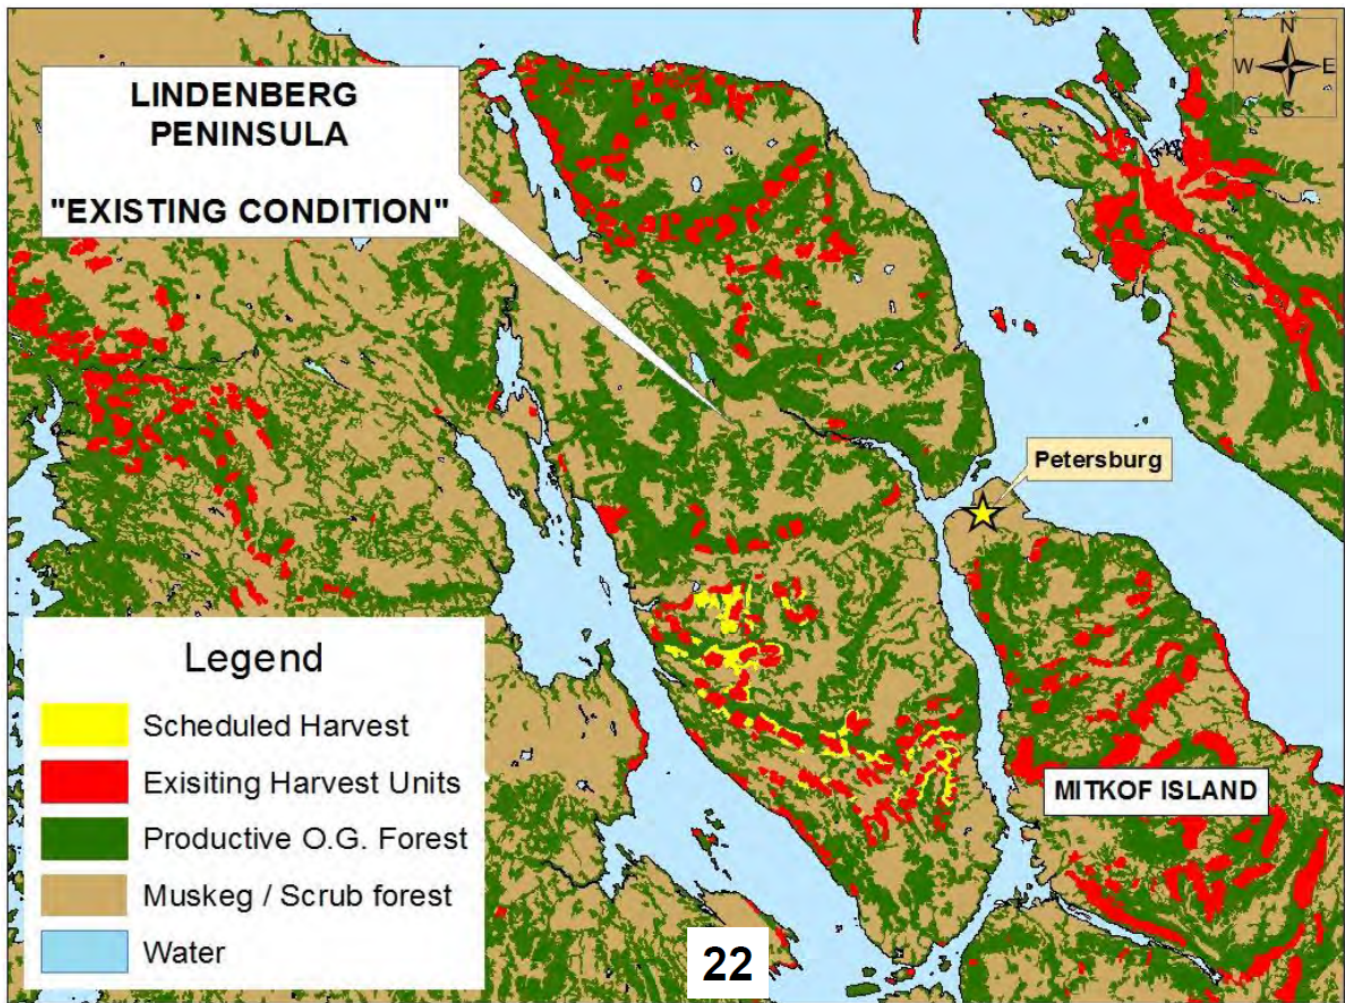 LINDENBERG
PENINSULA
"EXISTING CONDITION"
N
W E
S
Petersburg
MITKOF ISLAND
Legend
Scheduled Harvest
Exisiting Harvest Units
Productive O.G. Forest
Muskeg / Scrub forest
Water
22